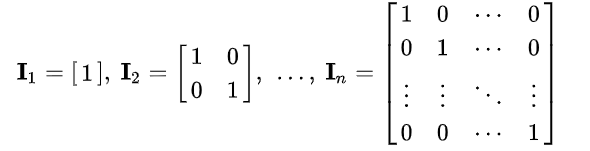 I₁ = [ 1 ], I₂ = [ 1 0 ; 0 1 ], …, Iₙ = [ 1 0 ⋯ 0 ; 0 1 ⋯ 0 ; ⋮ ⋮ ⋱ ⋮ ; 0 0 ⋯ 1 ]